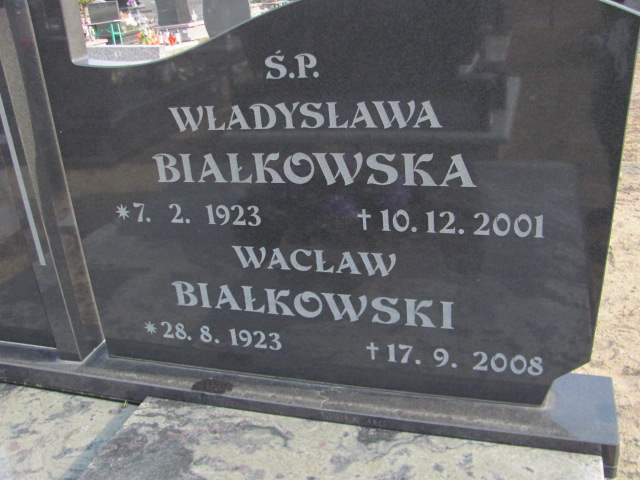 Ś.P.
WŁADYSŁAWA
BIAŁKOWSKA
*7. 2. 1923 †10. 12. 2001
WACŁAW
BIAŁKOWSKI
*28. 8. 1923 †17. 9. 2008